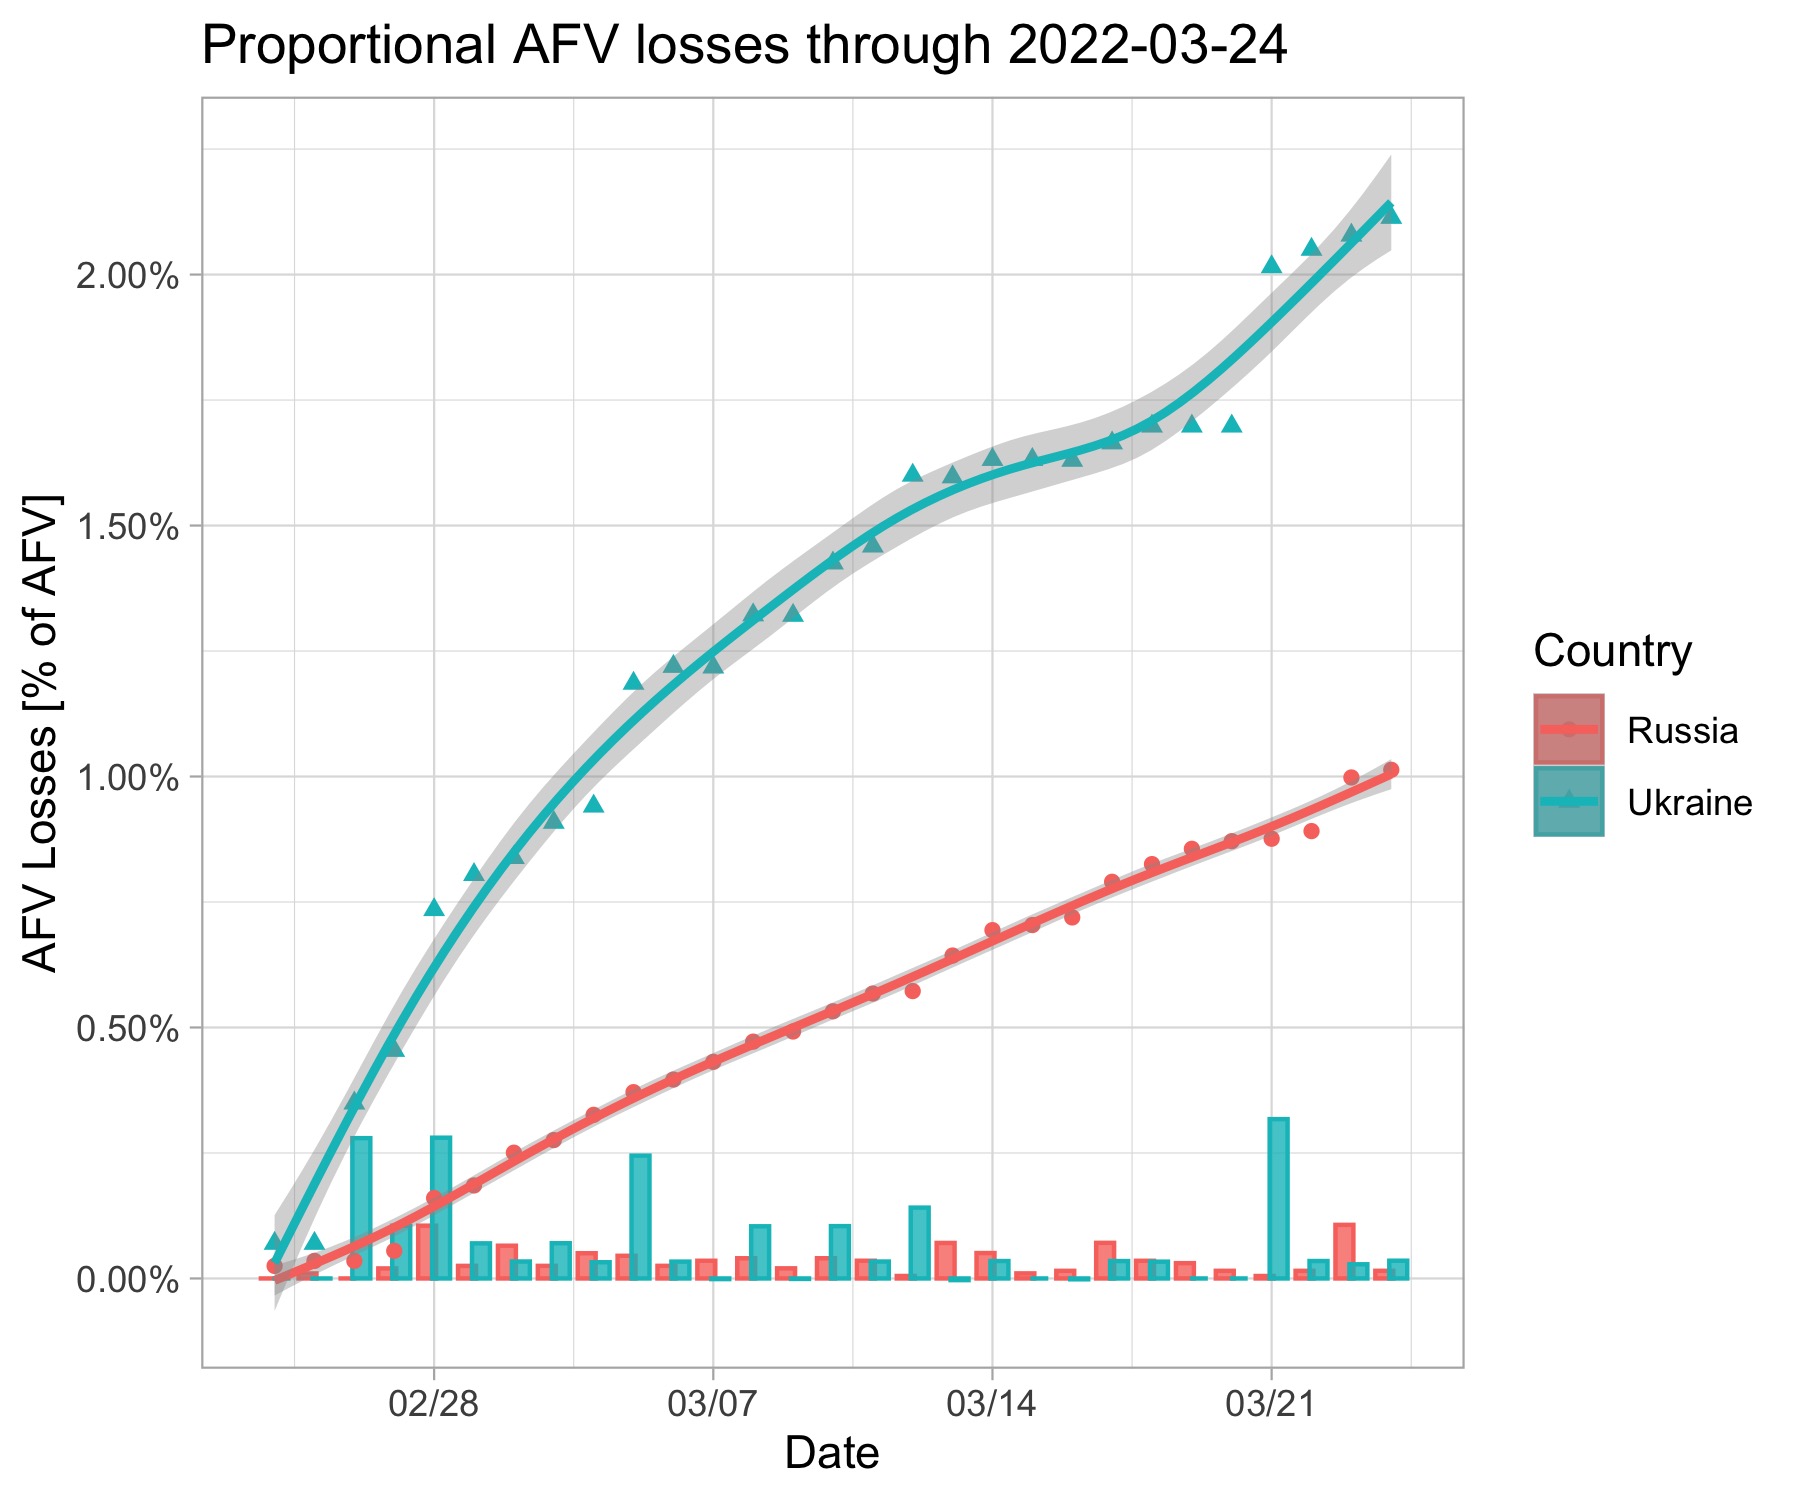 Proportional AFV losses through 2022-03-24
AFV Losses [% of AFV]
2.00%
1.50%
1.00%
0.50%
0.00%
02/28
03/07
03/14
03/21
Date
Country
Russia
Ukraine